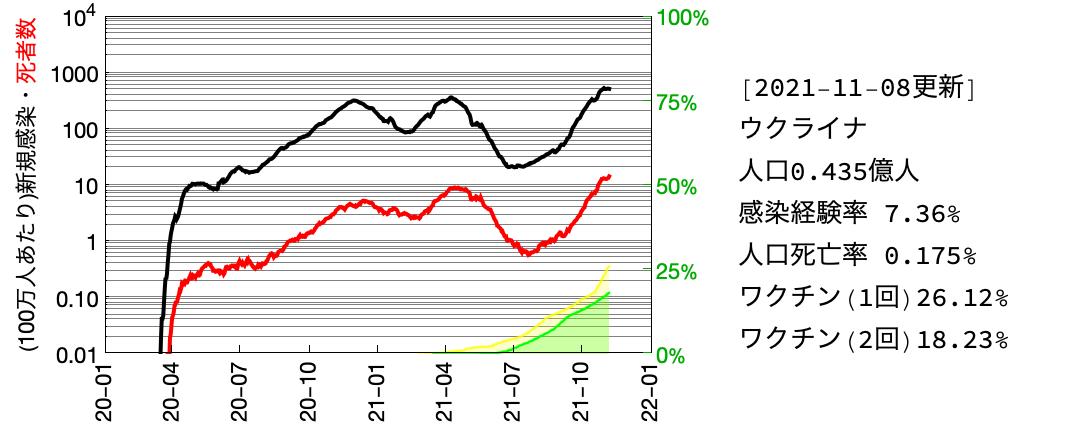 (100万人あたり)新規感染・死者数
10^4
1000
100
10
1
0.10
0.01
100%
75%
50%
25%
0%
20-01
20-04
20-07
20-10
21-01
21-04
21-07
21-10
22-01
[2021-11-08更新]
ウクライナ
人口0.435億人
感染経験率 7.36%
人口死亡率 0.175%
ワクチン(1回)26.12%
ワクチン(2回)18.23%